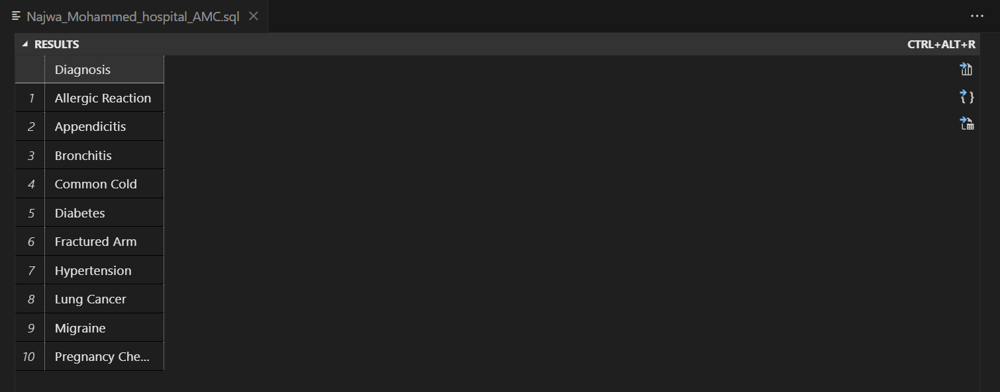 Najwa_Mohammed_hospital_AMC.sql
RESULTS CTRL+ALT+R
Diagnosis
1 Allergic Reaction
2 Appendicitis
3 Bronchitis
4 Common Cold
5 Diabetes
6 Fractured Arm
7 Hypertension
8 Lung Cancer
9 Migraine
10 Pregnancy Che...